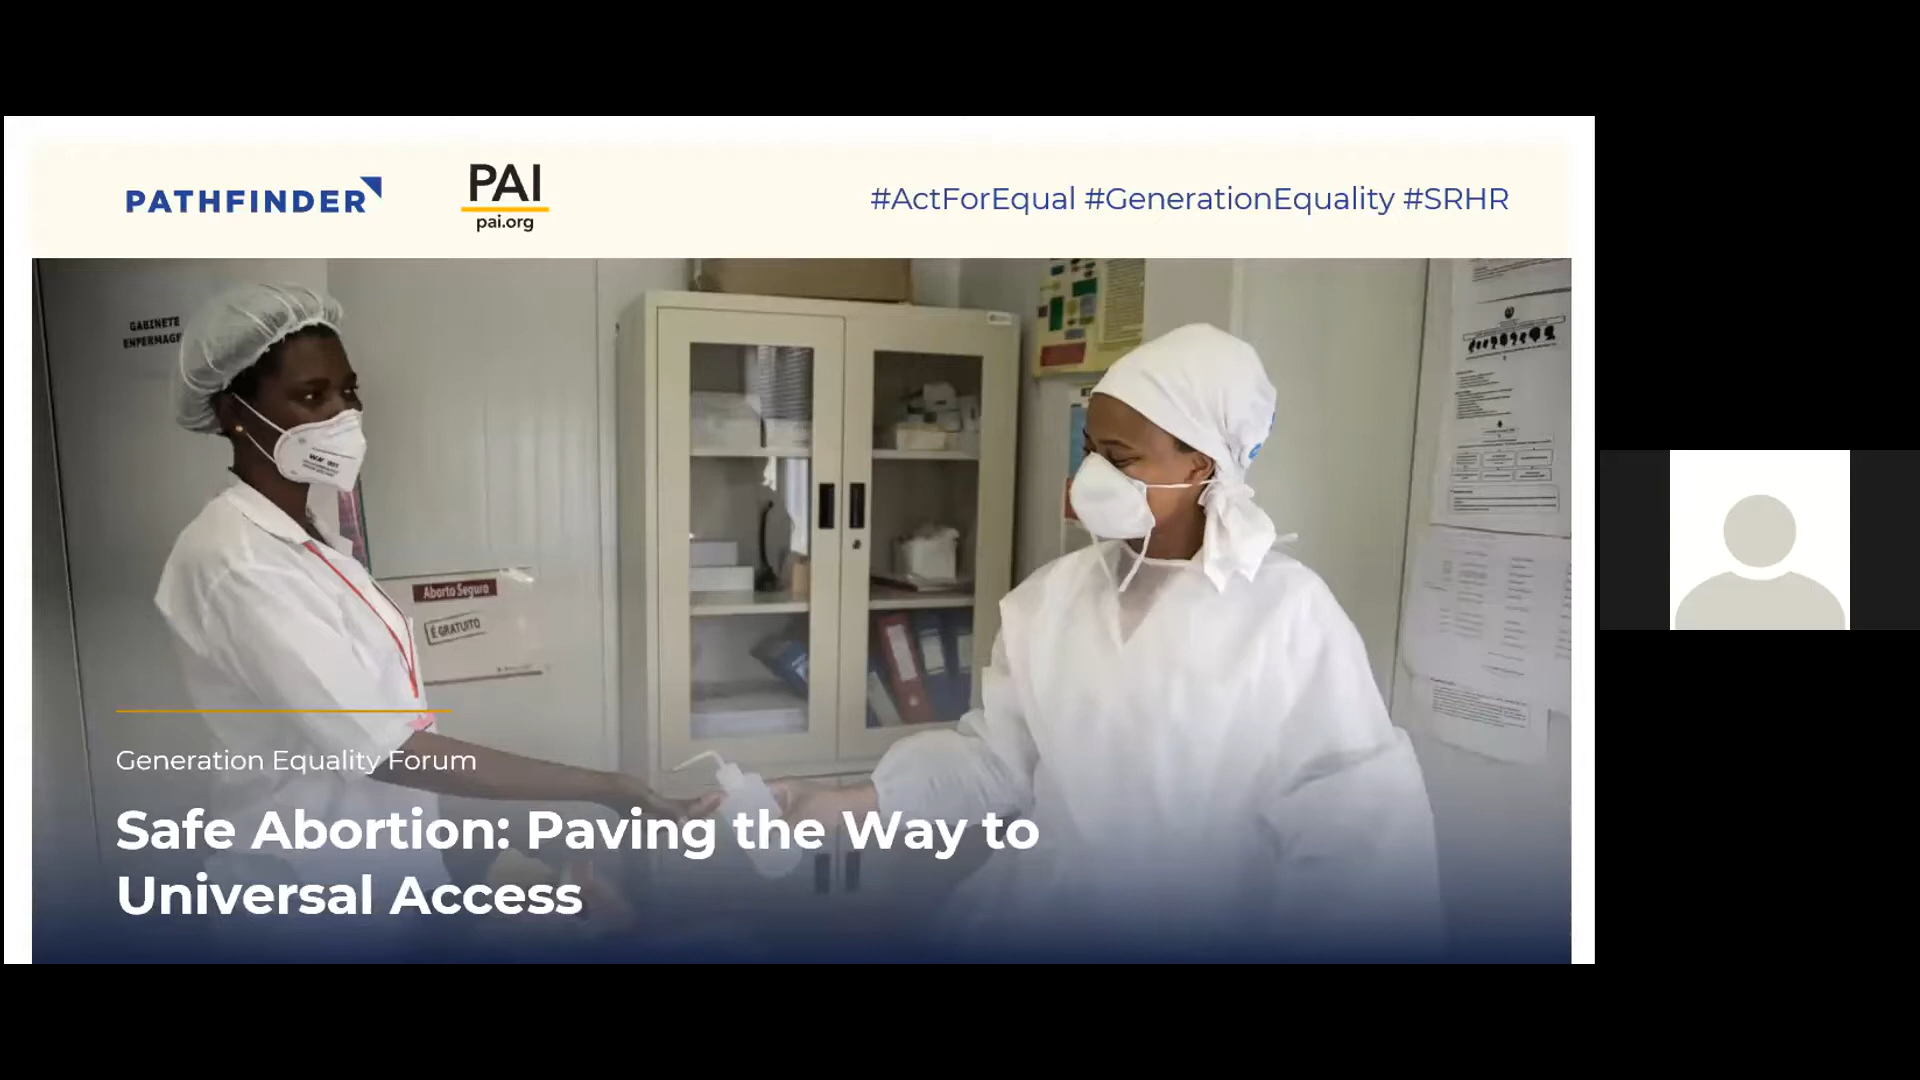 PATHFINDER
PAI
pai.org
#ActForEqual #GenerationEquality #SRHR
GABINETE
Aborto Seguro
É GRATUITO
Generation Equality Forum
Safe Abortion: Paving the Way to
Universal Access